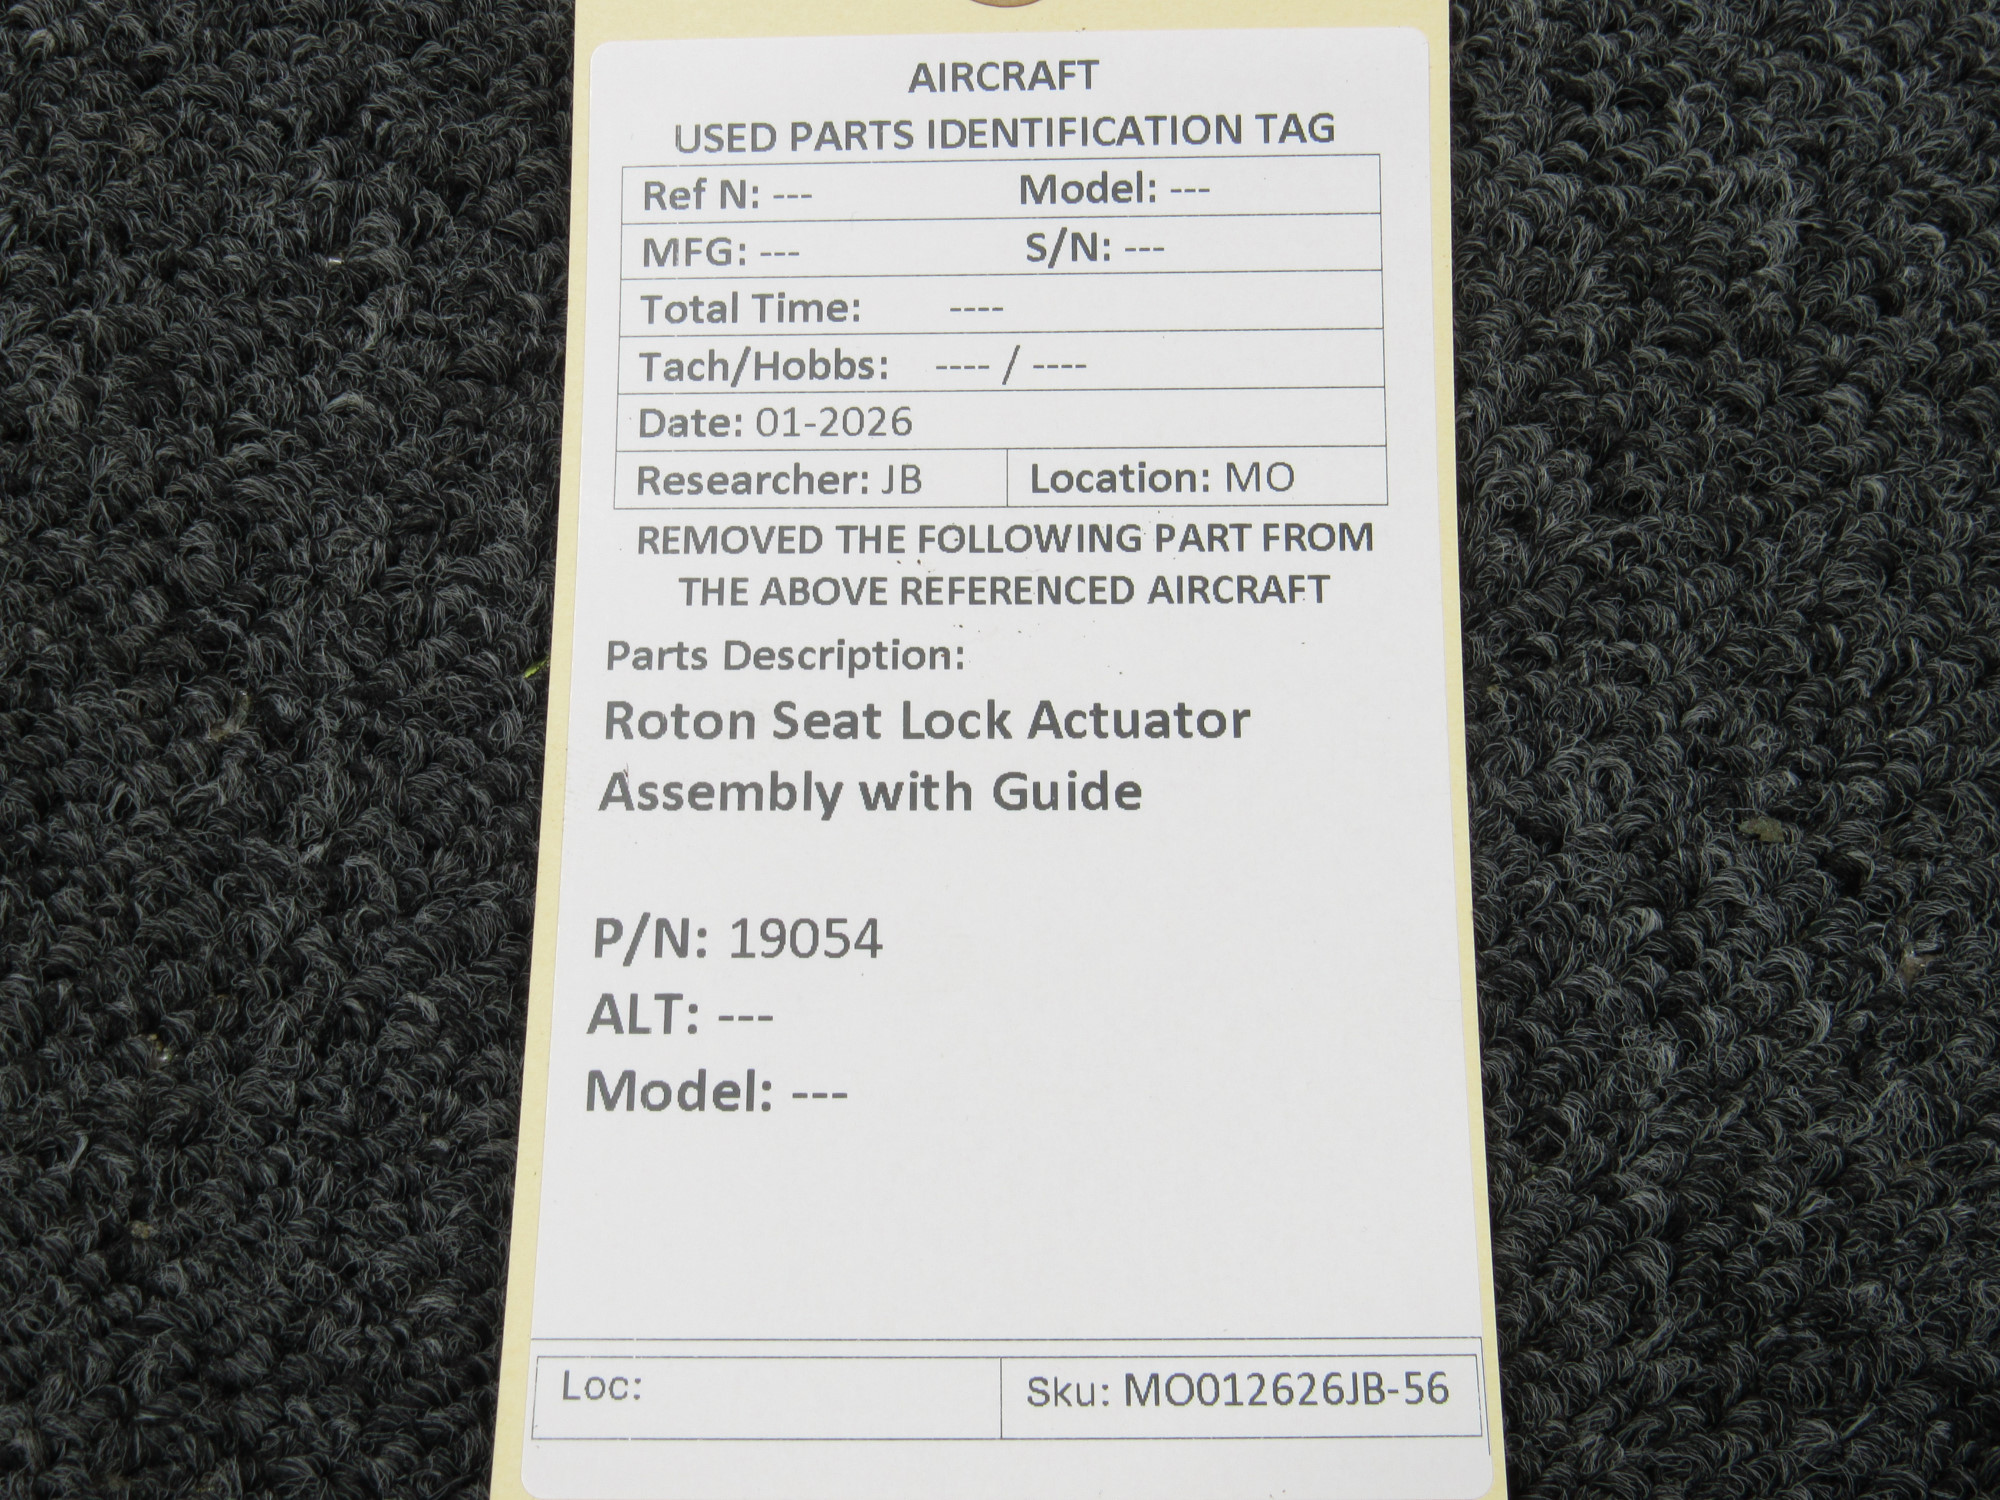 AIRCRAFT
USED PARTS IDENTIFICATION TAG
Ref N: --- Model: ---
MFG: --- S/N: ---
Total Time: ----
Tach/Hobbs: ---- / ----
Date: 01-2026
Researcher: JB Location: MO
REMOVED THE FOLLOWING PART FROM
THE ABOVE REFERENCED AIRCRAFT
Parts Description:
Roton Seat Lock Actuator
Assembly with Guide
P/N: 19054
ALT: ---
Model: ---
Loc: Sku: MO012626JB-56